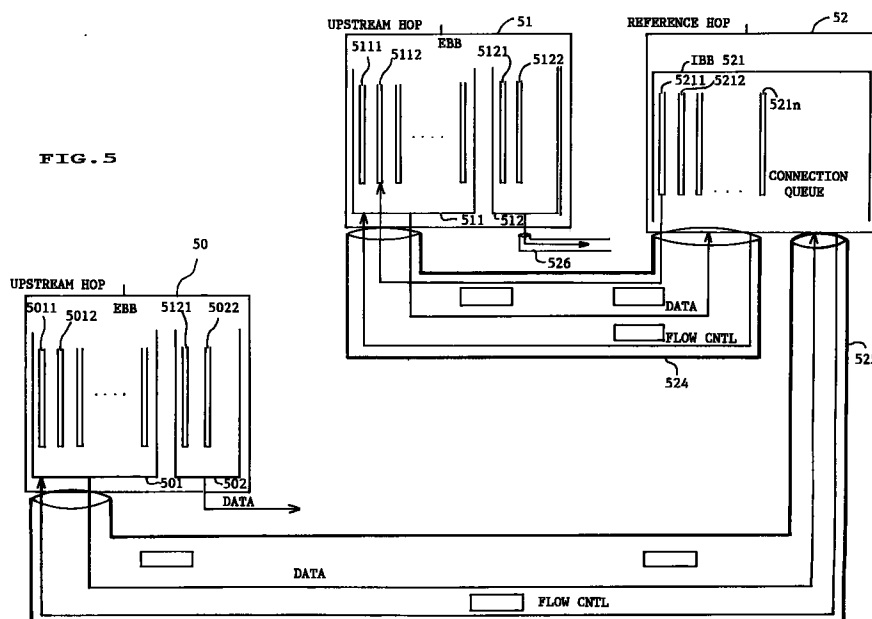 UPSTREAM HOP
51
EBB
5111
5112
5121
5122
....
511
512
526
REFERENCE HOP
52
IBB 521
5211
5212
521n
CONNECTION
QUEUE
...
FIG.5
DATA
FLOW CNTL
524
50
UPSTREAM HOP
EBB
5011
5012
5121
5022
....
501
502
DATA
DATA
FLOW CNTL